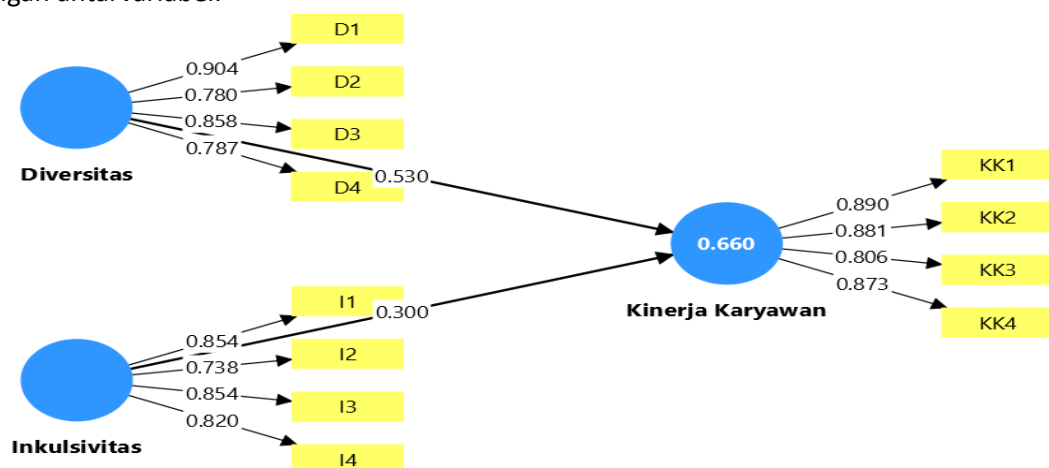 D1
0.904
D2
0.780
D3
0.858
D4
0.787
Diversitas
0.530
KK1
0.890
KK2
0.881
0.660
KK3
0.806
KK4
0.873
Kinerja Karyawan
I1
0.300
0.854
I2
0.738
I3
0.854
0.820
Inkulsivitas
I4